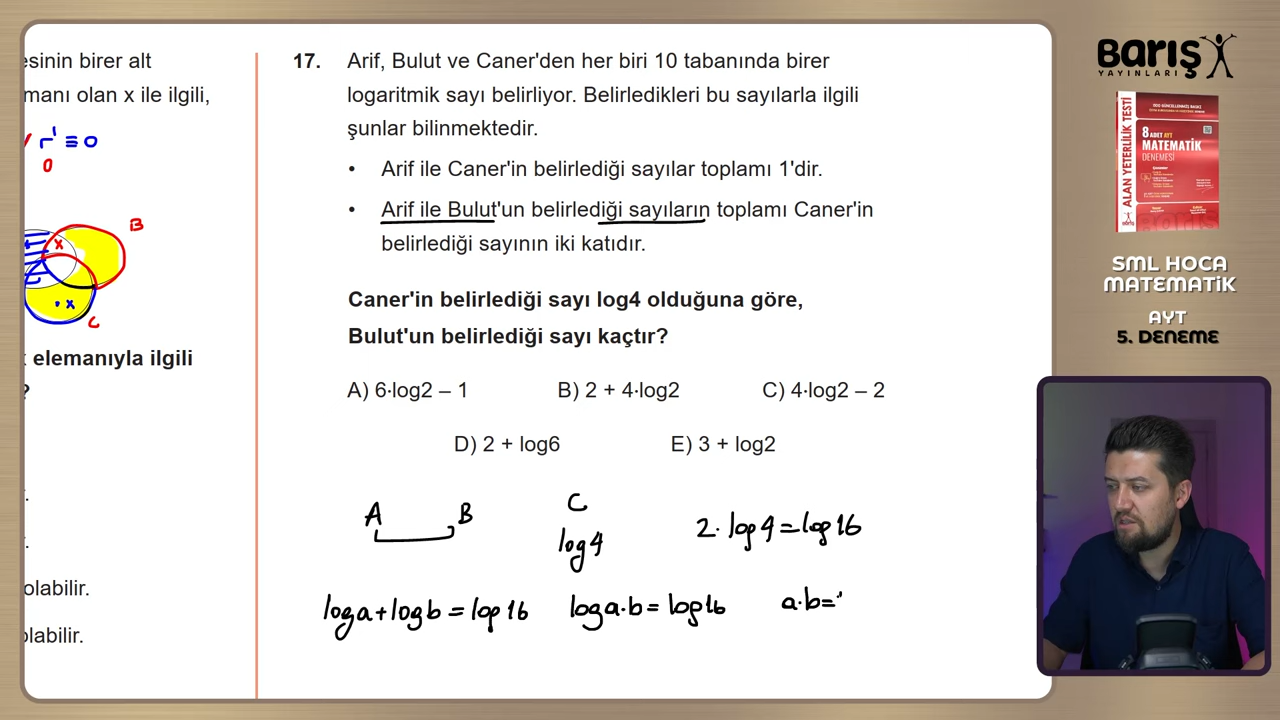 esinin birer alt
manı olan x ile ilgili,
r' ≡ 0
0
B
x
x
C
elemanıyla ilgili
?
olabilir.
olabilir.
17. Arif, Bulut ve Caner'den her biri 10 tabanında birer
logaritmik sayı belirliyor. Belirledikleri bu sayılarla ilgili
şunlar bilinmektedir.
• Arif ile Caner'in belirlediği sayılar toplamı 1'dir.
• Arif ile Bulut'un belirlediği sayıların toplamı Caner'in
belirlediği sayının iki katıdır.
Caner'in belirlediği sayı log4 olduğuna göre,
Bulut'un belirlediği sayı kaçtır?
A) 6·log2 – 1 B) 2 + 4·log2 C) 4·log2 – 2
D) 2 + log6 E) 3 + log2
A B C
log4 2· log4=log16
loga+logb = log16 loga·b = log16 a·b=
BARIŞ
YAYINLARI
ALAN YETERLİLİK TESTİ
8 ADET AYT
MATEMATİK
DENEMESİ
SML HOCA
MATEMATİK
AYT
5. DENEME